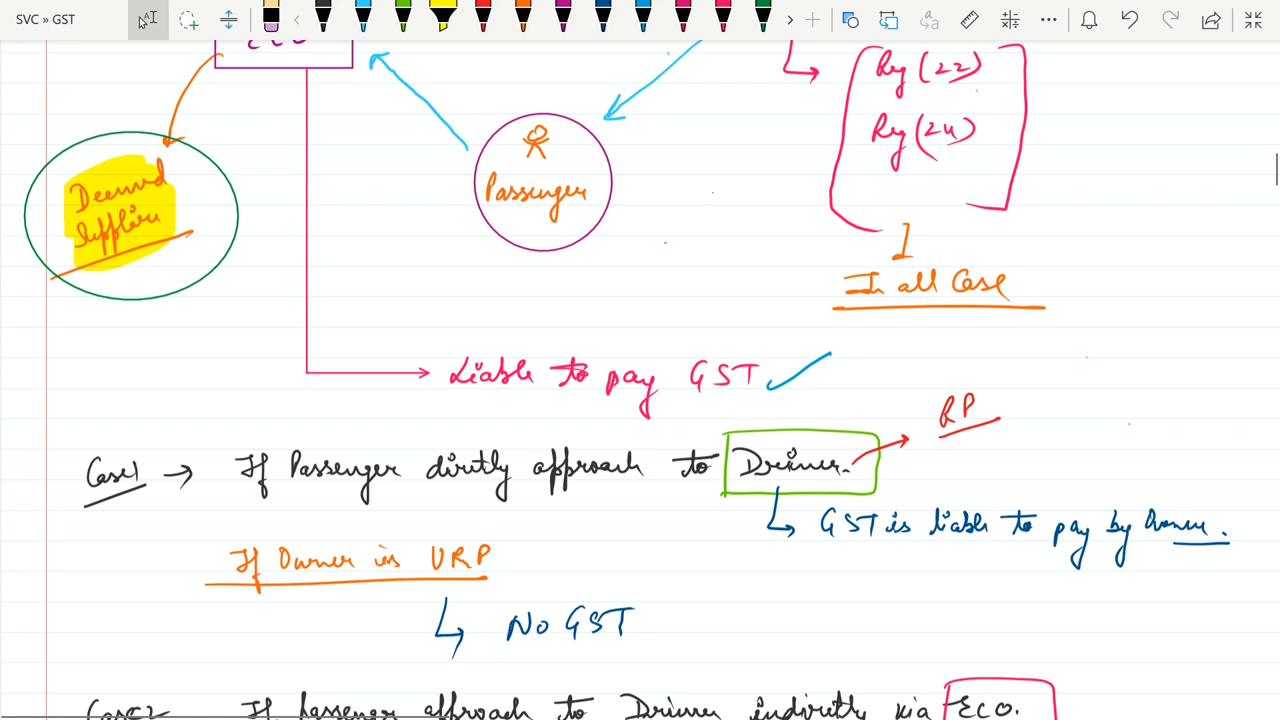 SVC » GST
Reg (22)
Reg (24)
Deemed
Supplier
Passenger
In all Case
Liable to pay GST
RP
Case1 → If Passenger dirtly approach to Driver.
GST is liable to pay by Owner.
If Owner is URP
No GST
Case2 If Passenger approach to Driver indirectly via ECO.